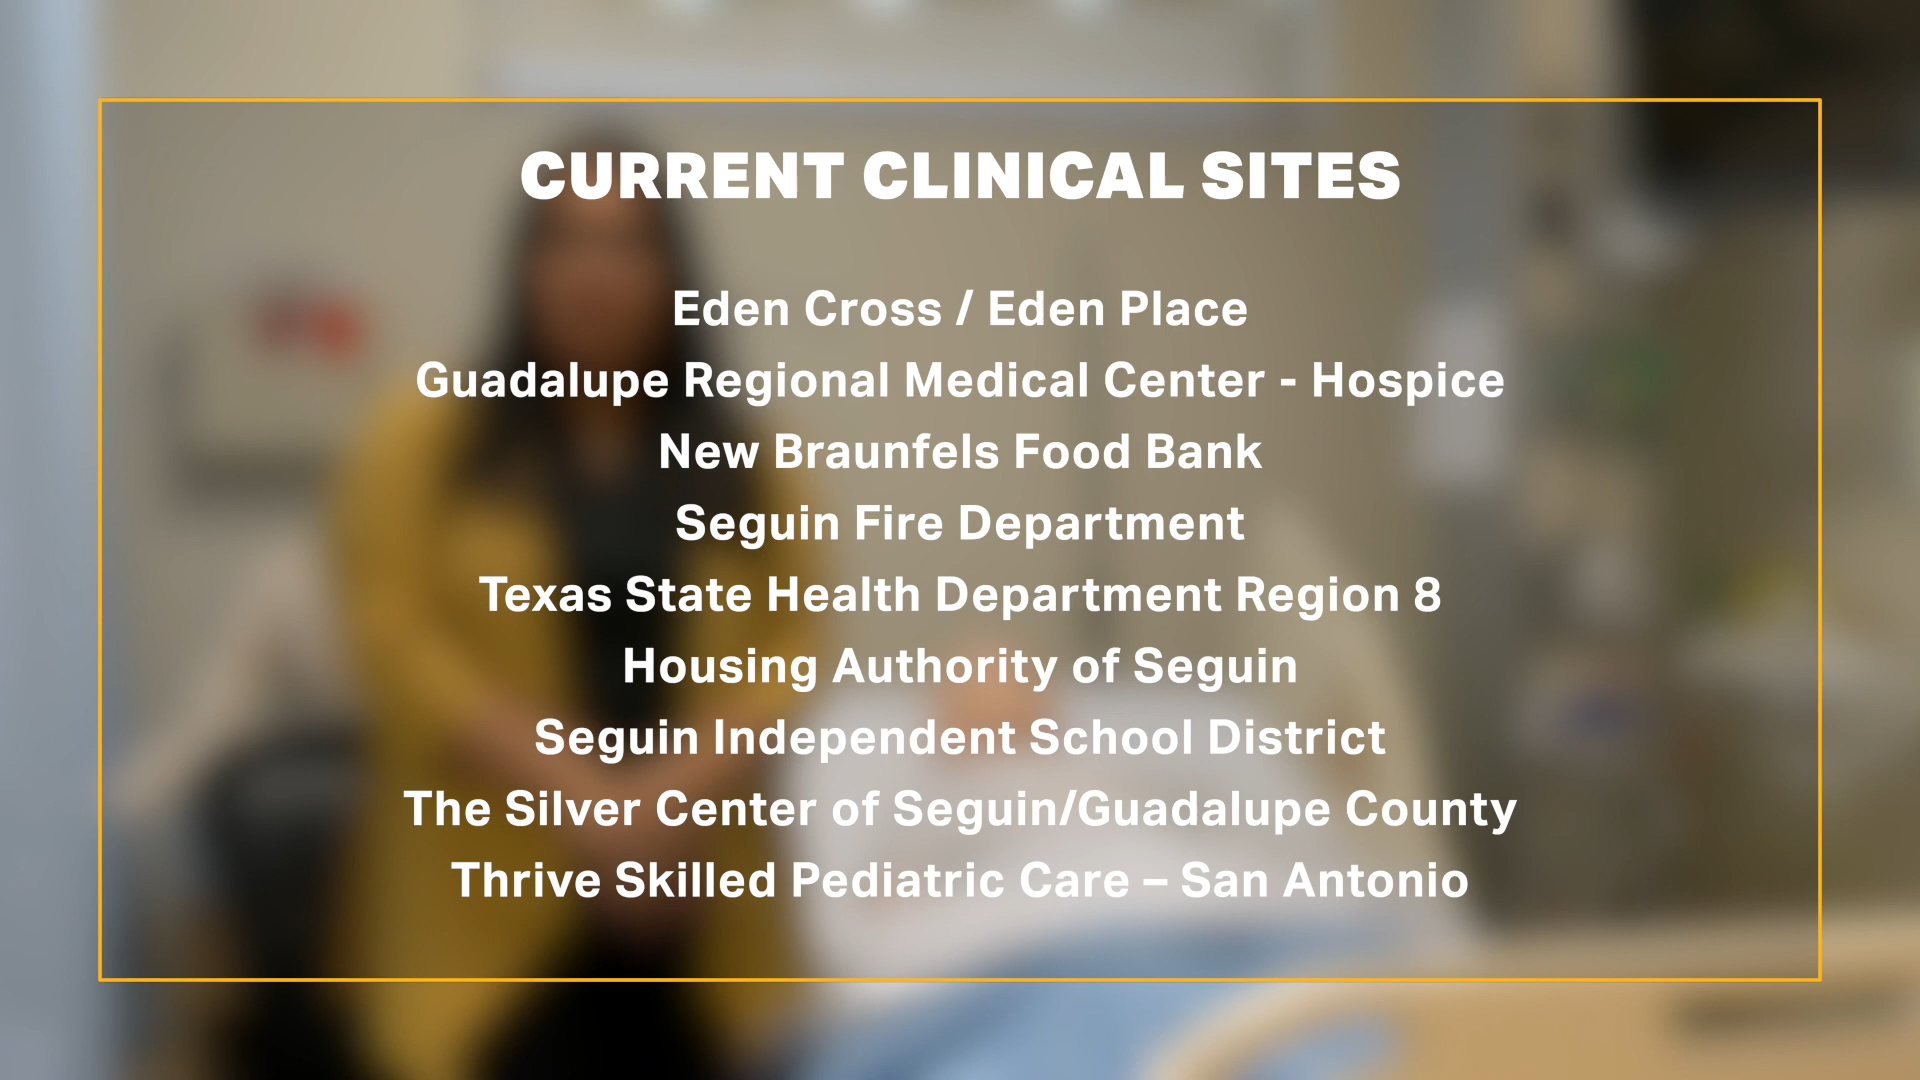 CURRENT CLINICAL SITES
Eden Cross / Eden Place
Guadalupe Regional Medical Center - Hospice
New Braunfels Food Bank
Seguin Fire Department
Texas State Health Department Region 8
Housing Authority of Seguin
Seguin Independent School District
The Silver Center of Seguin/Guadalupe County
Thrive Skilled Pediatric Care – San Antonio